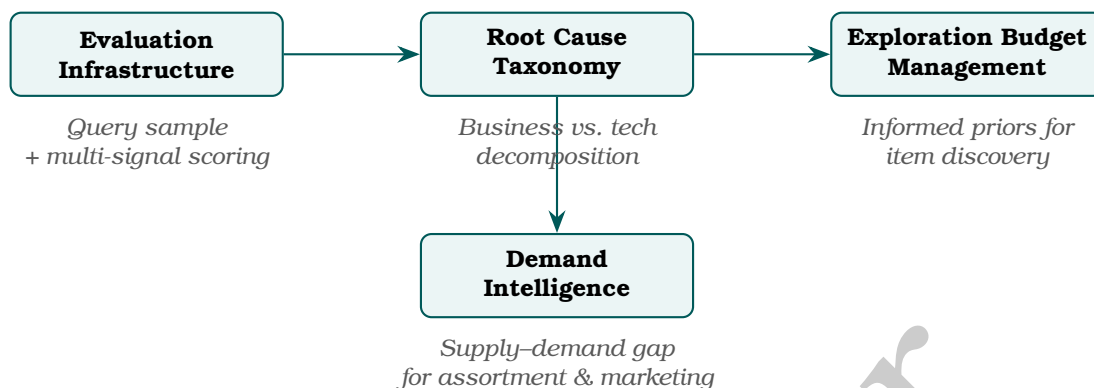 Evaluation
Infrastructure
Root Cause
Taxonomy
Exploration Budget
Management
Query sample
+ multi-signal scoring
Business vs. tech
decomposition
Informed priors for
item discovery
Demand
Intelligence
Supply–demand gap
for assortment & marketing